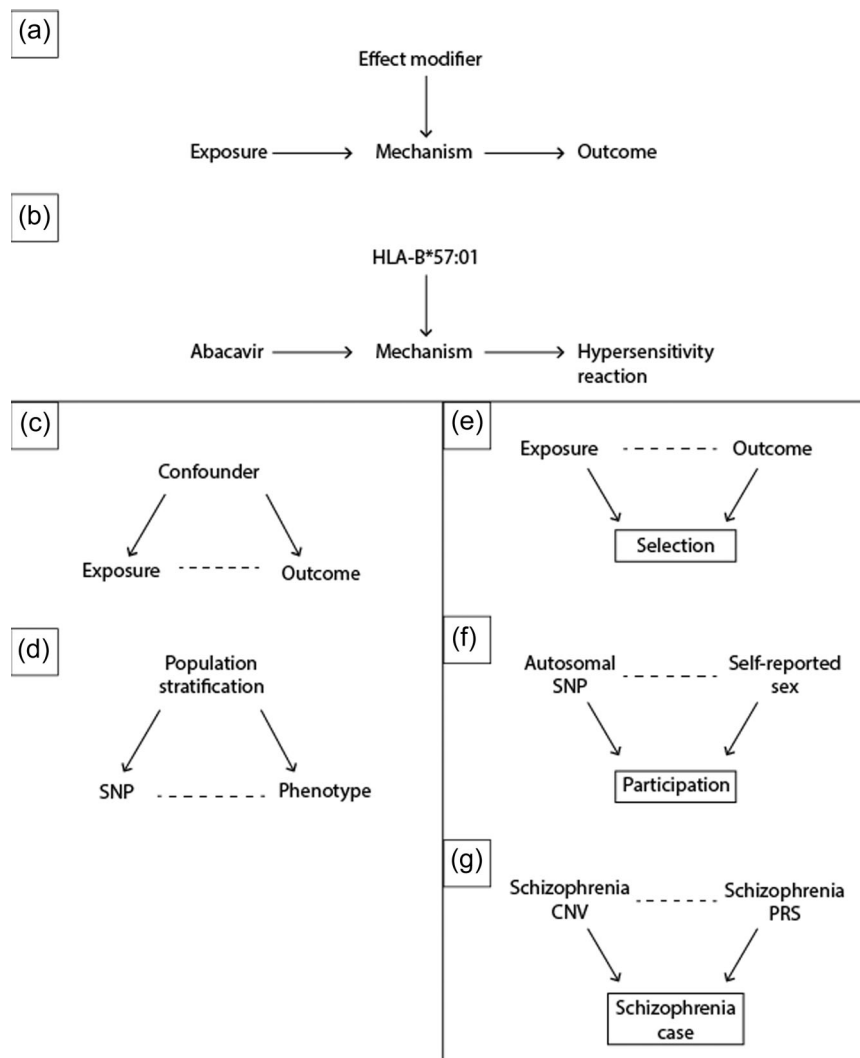 (a)
Effect modifier
Exposure Mechanism Outcome
(b)
HLA-B*57:01
Abacavir Mechanism Hypersensitivity
reaction
(c)
Confounder
Exposure Outcome
(d)
Population
stratification
SNP Phenotype
(e)
Exposure Outcome
Selection
(f)
Autosomal
SNP
Self-reported
sex
Participation
(g)
Schizophrenia
CNV
Schizophrenia
PRS
Schizophrenia
case